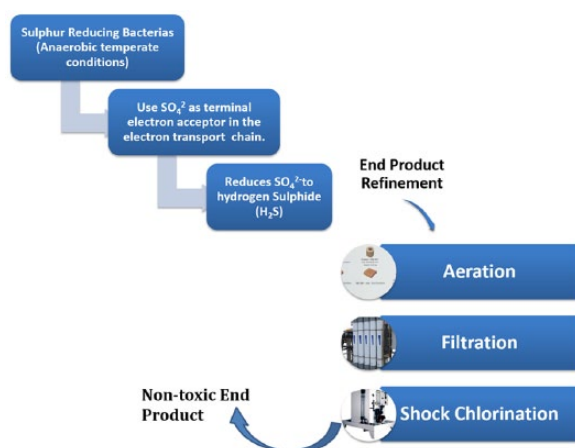 Sulphur Reducing Bacterias
(Anaerobic temperate
conditions)
Use SO₄² as terminal
electron acceptor in the
electron transport chain.
Reduces SO₄²⁻to
hydrogen Sulphide
(H₂S)
End Product
Refinement
Aeration
Filtration
Shock Chlorination
Non-toxic End
Product